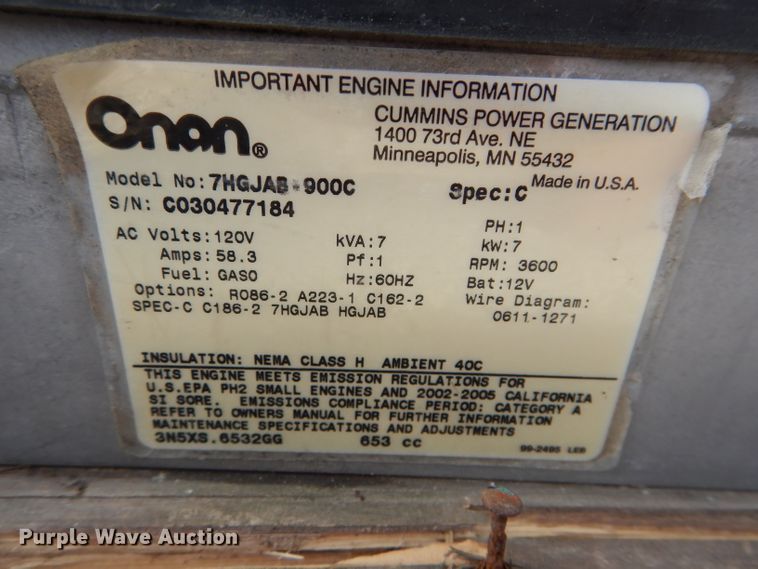 IMPORTANT ENGINE INFORMATION
Onan®
CUMMINS POWER GENERATION
1400 73rd Ave. NE
Minneapolis, MN 55432
Made in U.S.A.
Model No: 7HGJAB-900C Spec: C
S/N: C030477184
AC Volts: 120V kVA: 7 PH: 1
Amps: 58.3 Pf: 1 kW: 7
Fuel: GASO Hz: 60HZ RPM: 3600
Bat: 12V
Options: R086-2 A223-1 C162-2 Wire Diagram:
SPEC-C C186-2 7HGJAB HGJAB 0611-1271
INSULATION: NEMA CLASS H AMBIENT 40C
THIS ENGINE MEETS EMISSION REGULATIONS FOR
U.S.EPA PH2 SMALL ENGINES AND 2002-2005 CALIFORNIA
SI SORE. EMISSIONS COMPLIANCE PERIOD: CATEGORY A
REFER TO OWNERS MANUAL FOR FURTHER INFORMATION
MAINTENANCE SPECIFICATIONS AND ADJUSTMENTS
3N5XS.6532GG 653 cc
99-2495 LEB
Purple Wave Auction